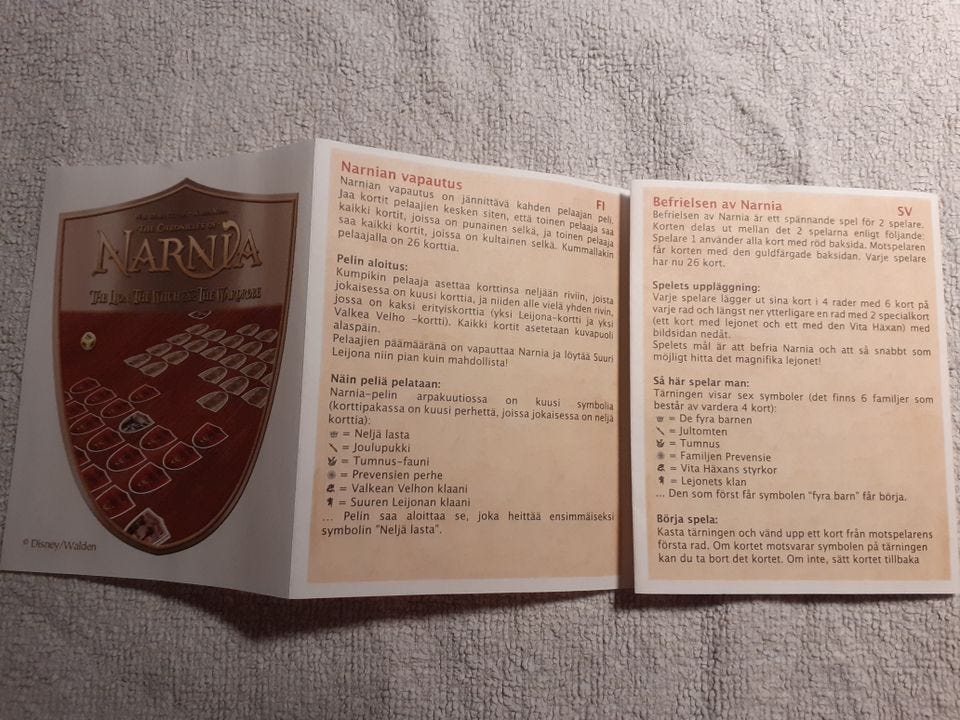 THE CHRONICLES OF
NARNIA
THE LION, THE WITCH AND THE WARDROBE
© Disney/Walden
Narnian vapautus
FI
Narnian vapautus on jännittävä kahden pelaajan peli.
Jaa kortit pelaajien kesken siten, että toinen pelaaja saa
kaikki kortit, joissa on punainen selkä, ja toinen pelaaja
saa kaikki kortit, joissa on kultainen selkä. Kummallakin
pelaajalla on 26 korttia.
Pelin aloitus:
Kumpikin pelaaja asettaa korttinsa neljään riviin, joista
jokaisessa on kuusi korttia, ja niiden alle vielä yhden rivin,
jossa on kaksi erityiskorttia (yksi Leijona-kortti ja yksi
Valkea Velho -kortti). Kaikki kortit asetetaan kuvapuoli
alaspäin.
Pelaajien päämääränä on vapauttaa Narnia ja löytää Suuri
Leijona niin pian kuin mahdollista!
Näin peliä pelataan:
Narnia-pelin arpakuutiossa on kuusi symbolia
(korttipakassa on kuusi perhettä, joissa jokaisessa on neljä
korttia):
= Neljä lasta
= Joulupukki
= Tumnus-fauni
= Prevensien perhe
= Valkean Velhon klaani
= Suuren Leijonan klaani
... Pelin saa aloittaa se, joka heittää ensimmäiseksi
symbolin "Neljä lasta".
Befrielsen av Narnia
SV
Befrielsen av Narnia är ett spännande spel för 2 spelare.
Korten delas ut mellan det 2 spelarna enligt följande:
Spelare 1 använder alla kort med röd baksida. Motspelaren
får korten med den guldfärgade baksidan. Varje spelare
har nu 26 kort.
Spelets uppläggning:
Varje spelare lägger ut sina kort i 4 rader med 6 kort på
varje rad och längst ner ytterligare en rad med 2 specialkort
(ett kort med lejonet och ett med den Vita Häxan) med
bildsidan nedåt.
Spelets mål är att befria Narnia och att så snabbt som
möjligt hitta det magnifika lejonet!
Så här spelar man:
Tärningen visar sex symboler (det finns 6 familjer som
består av vardera 4 kort):
= De fyra barnen
= Jultomten
= Tumnus
= Familjen Prevensie
= Vita Häxans styrkor
= Lejonets klan
... Den som först får symbolen "fyra barn" får börja.
Börja spela:
Kasta tärningen och vänd upp ett kort från motspelarens
första rad. Om kortet motsvarar symbolen på tärningen
kan du ta bort det kortet. Om inte, sätt kortet tillbaka